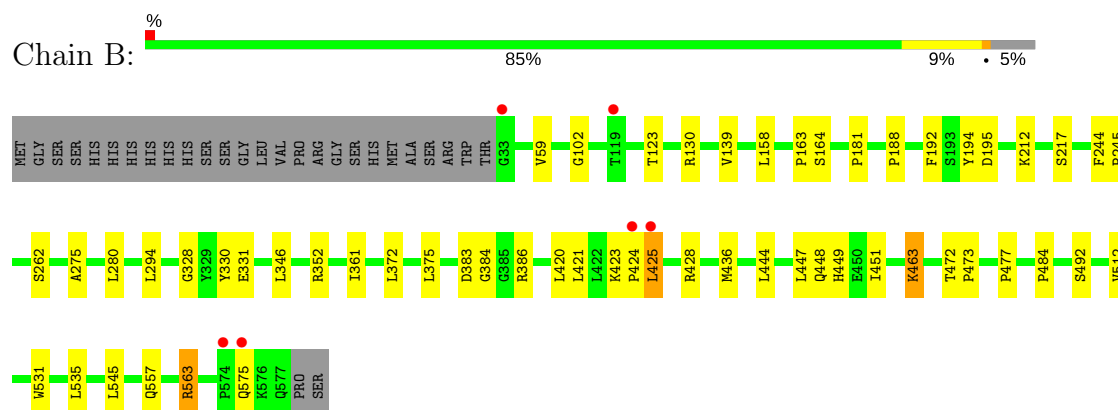 %
Chain B:
85% 9% • 5%
MET GLY SER SER HIS HIS HIS HIS HIS HIS SER SER GLY LEU VAL PRO ARG GLY SER HIS MET ALA SER ARG TRP THR G33 V59 G102 T119 T123 R130 V139 L158 P163 S164 P181 P188 F192 S193 Y194 D195 K212 S217 F244
S262 A275 L280 L294 G328 Y329 Y330 E331 L346 R352 I361 L372 L375 D383 G384 G385 R386 L420 L421 L422 K423 P424 L425 R428 M436 L444 L447 Q448 H449 E450 I451 K463 T472 P473 P477 P484 S492
W531 L535 L545 Q557 R563 P574 Q575 K576 Q577 PRO SER